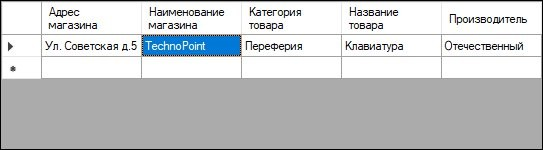 Адрес магазина
Наименование магазина
Категория товара
Название товара
Производитель
Ул. Советская д.5 TechnoPoint Переферия Клавиатура Отечественный